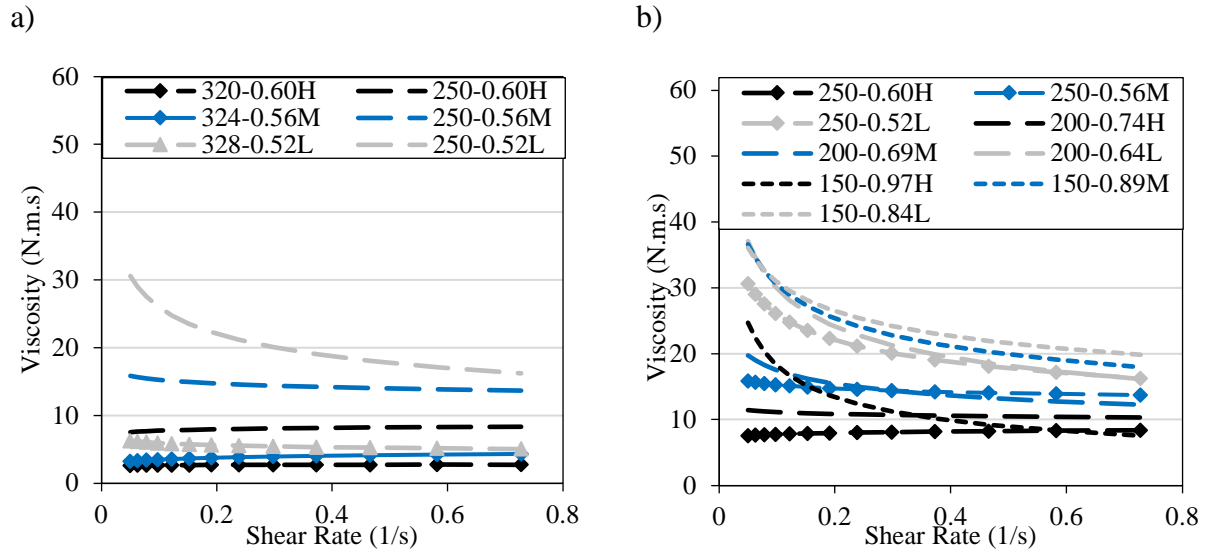 a)
60
50
40
30
20
10
0
Viscosity (N.m.s)
320-0.60H 250-0.60H
324-0.56M 250-0.56M
328-0.52L 250-0.52L
0 0.2 0.4 0.6 0.8
Shear Rate (1/s)
b)
60
50
40
30
20
10
0
Viscosity (N.m.s)
250-0.60H 250-0.56M
250-0.52L 200-0.74H
200-0.69M 200-0.64L
150-0.97H 150-0.89M
150-0.84L
0 0.2 0.4 0.6 0.8
Shear Rate (1/s)